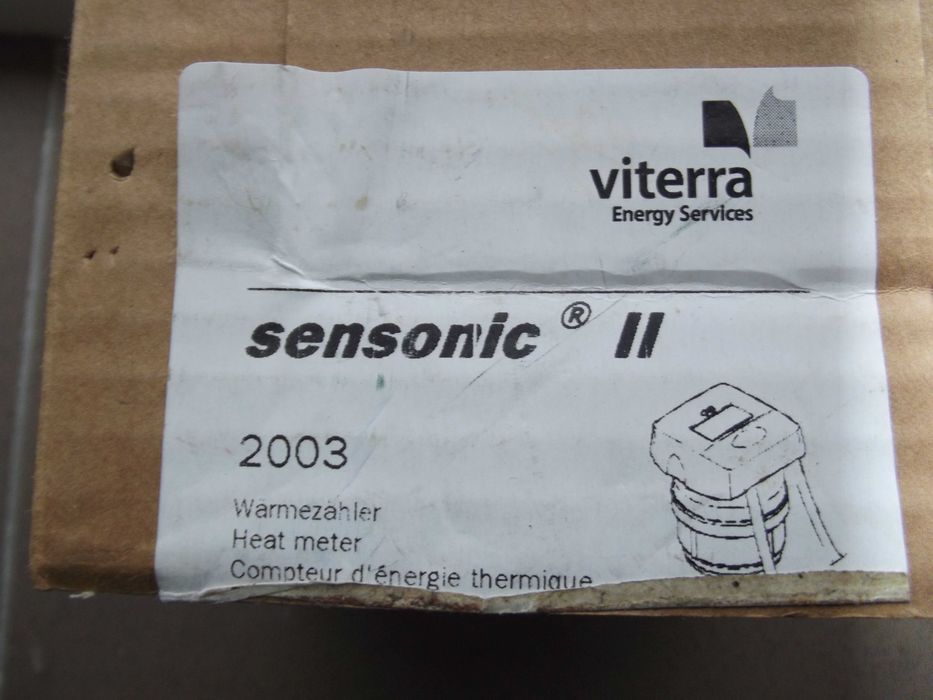 viterra
Energy Services
sensonic ® II
2003
Wärmezähler
Heat meter
Compteur d'énergie thermique